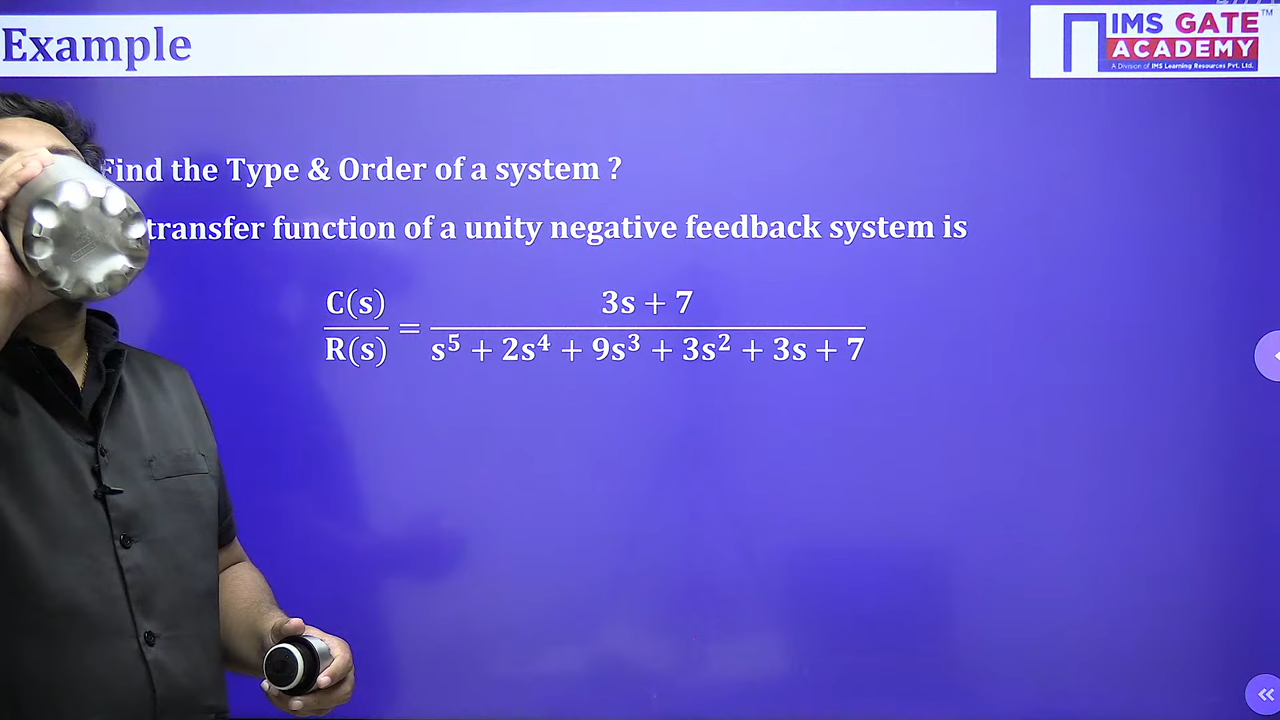 Example
IMS GATE
ACADEMY
TM
A Division of IMS Learning Resources Pvt. Ltd.
Find the Type & Order of a system ?
transfer function of a unity negative feedback system is
C(s)
R(s)
=
3s + 7
s⁵ + 2s⁴ + 9s³ + 3s² + 3s + 7